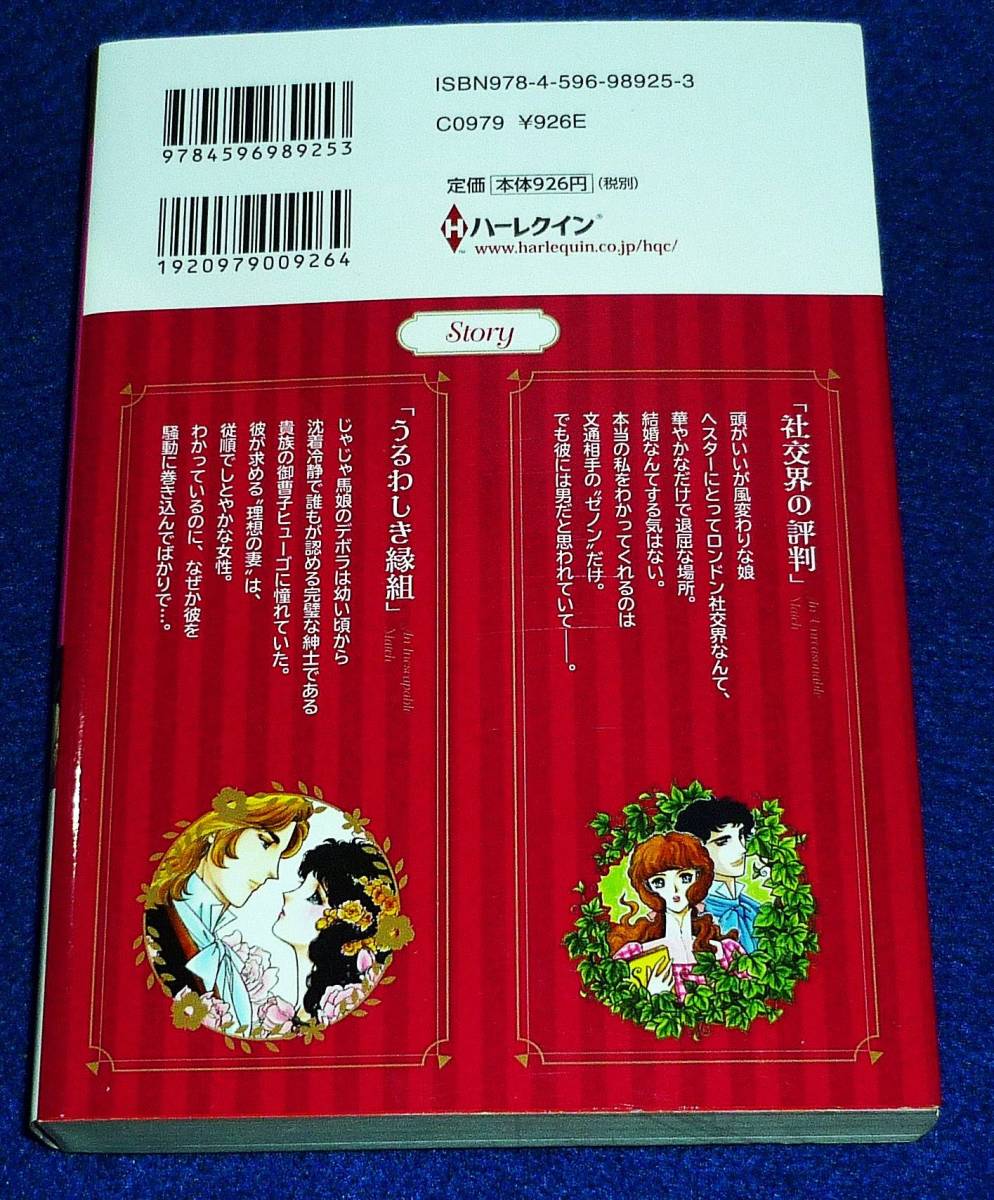 ISBN978-4-596-98925-3
9784596989253
C0979 ¥926E
定価 本体926円 (税別)
H ハーレクイン®
™
www.harlequin.co.jp/hqc/
1920979009264
Story
「社交界の評判」
An Unreasonable
Match
頭がいいが風変わりな娘
ヘスターにとってロンドン社交界なんて、
華やかなだけで退屈な場所。
結婚なんてする気はない。
本当の私をわかってくれるのは
文通相手の〝ゼノン〟だけ。
でも彼には男だと思われていて――。
「うるわしき縁組」
An Inescapable
Match
じゃじゃ馬娘のデボラは幼い頃から
沈着冷静で誰もが認める完璧な紳士である
貴族の御曹子ヒューゴに憧れていた。
彼が求める〝理想の妻〟は、
従順でしとやかな女性。
わかっているのに、なぜか彼を
騒動に巻き込んでばかりで…。